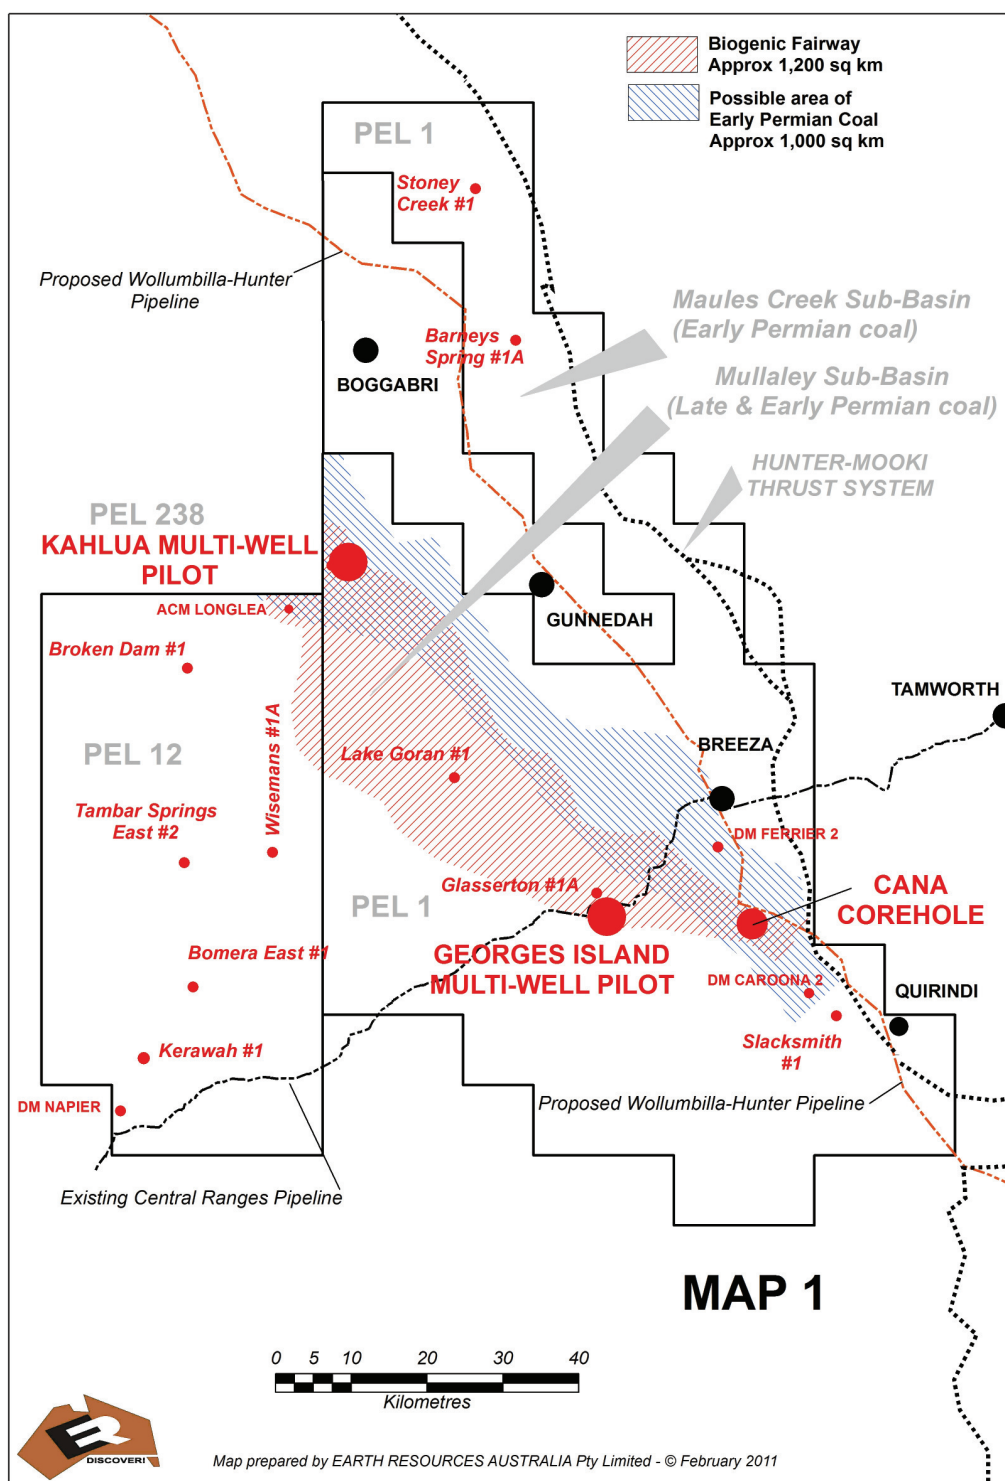 Biogenic Fairway
Approx 1,200 sq km
Possible area of
Early Permian Coal
Approx 1,000 sq km
PEL 1
Stoney
Creek #1
Proposed Wollumbilla-Hunter
Pipeline
Maules Creek Sub-Basin
(Early Permian coal)
Barneys
Spring #1A
BOGGABRI
Mullaley Sub-Basin
(Late & Early Permian coal)
HUNTER-MOOKI
THRUST SYSTEM
PEL 238
KAHLUA MULTI-WELL
PILOT
ACM LONGLEA
GUNNEDAH
Broken Dam #1
TAMWORTH
PEL 12
Wisemans #1A
Lake Goran #1
BREEZA
Tambar Springs
East #2
DM FERRIER 2
Glasserton #1A
CANA
COREHOLE
PEL 1
GEORGES ISLAND
MULTI-WELL PILOT
Bomera East #1
DM CAROONA 2
QUIRINDI
Slacksmith
#1
Kerawah #1
DM NAPIER
Proposed Wollumbilla-Hunter Pipeline
Existing Central Ranges Pipeline
MAP 1
0 5 10 20 30 40
Kilometres
ER
DISCOVER!
Map prepared by EARTH RESOURCES AUSTRALIA Pty Limited - © February 2011